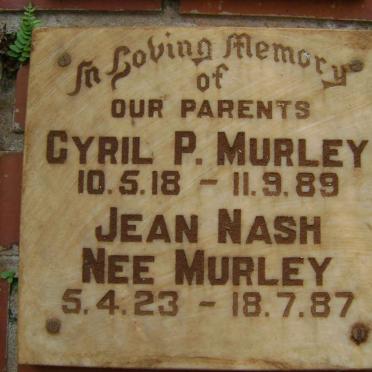 In Loving Memory
of
OUR PARENTS
CYRIL P. MURLEY
10.5.18 - 11.9.89
JEAN NASH
NEE MURLEY
5.4.23 - 18.7.87